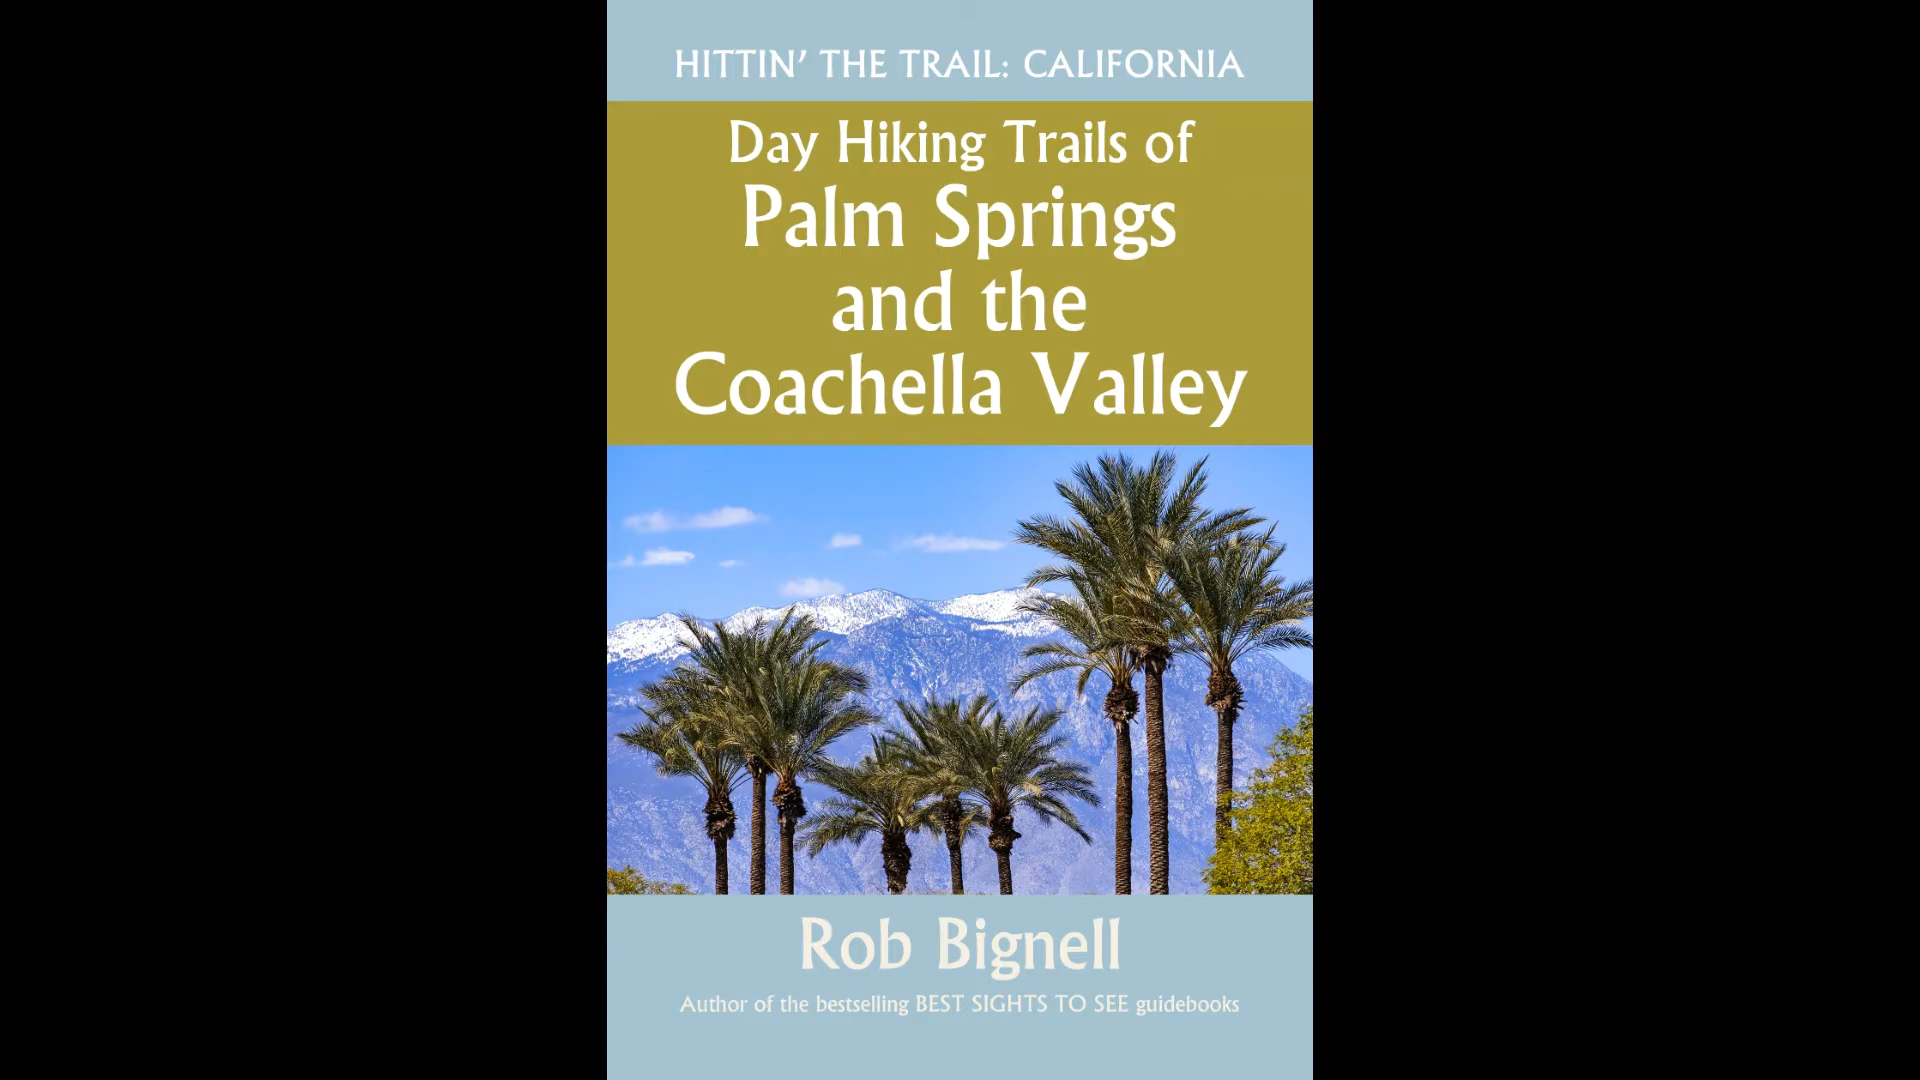 HITTIN’ THE TRAIL: CALIFORNIA
Day Hiking Trails of
Palm Springs
and the
Coachella Valley
Rob Bignell
Author of the bestselling BEST SIGHTS TO SEE guidebooks